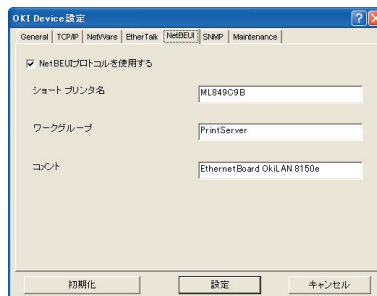 OKI Device設定
General TCP/IP NetWare EtherTalk NetBEUI SNMP Maintenance
NetBEUIプロトコルを使用する
ショート プリンタ名 ML849C9B
ワークグループ PrintServer
コメント EthernetBoard OkiLAN 8150e
初期化 設定 キャンセル